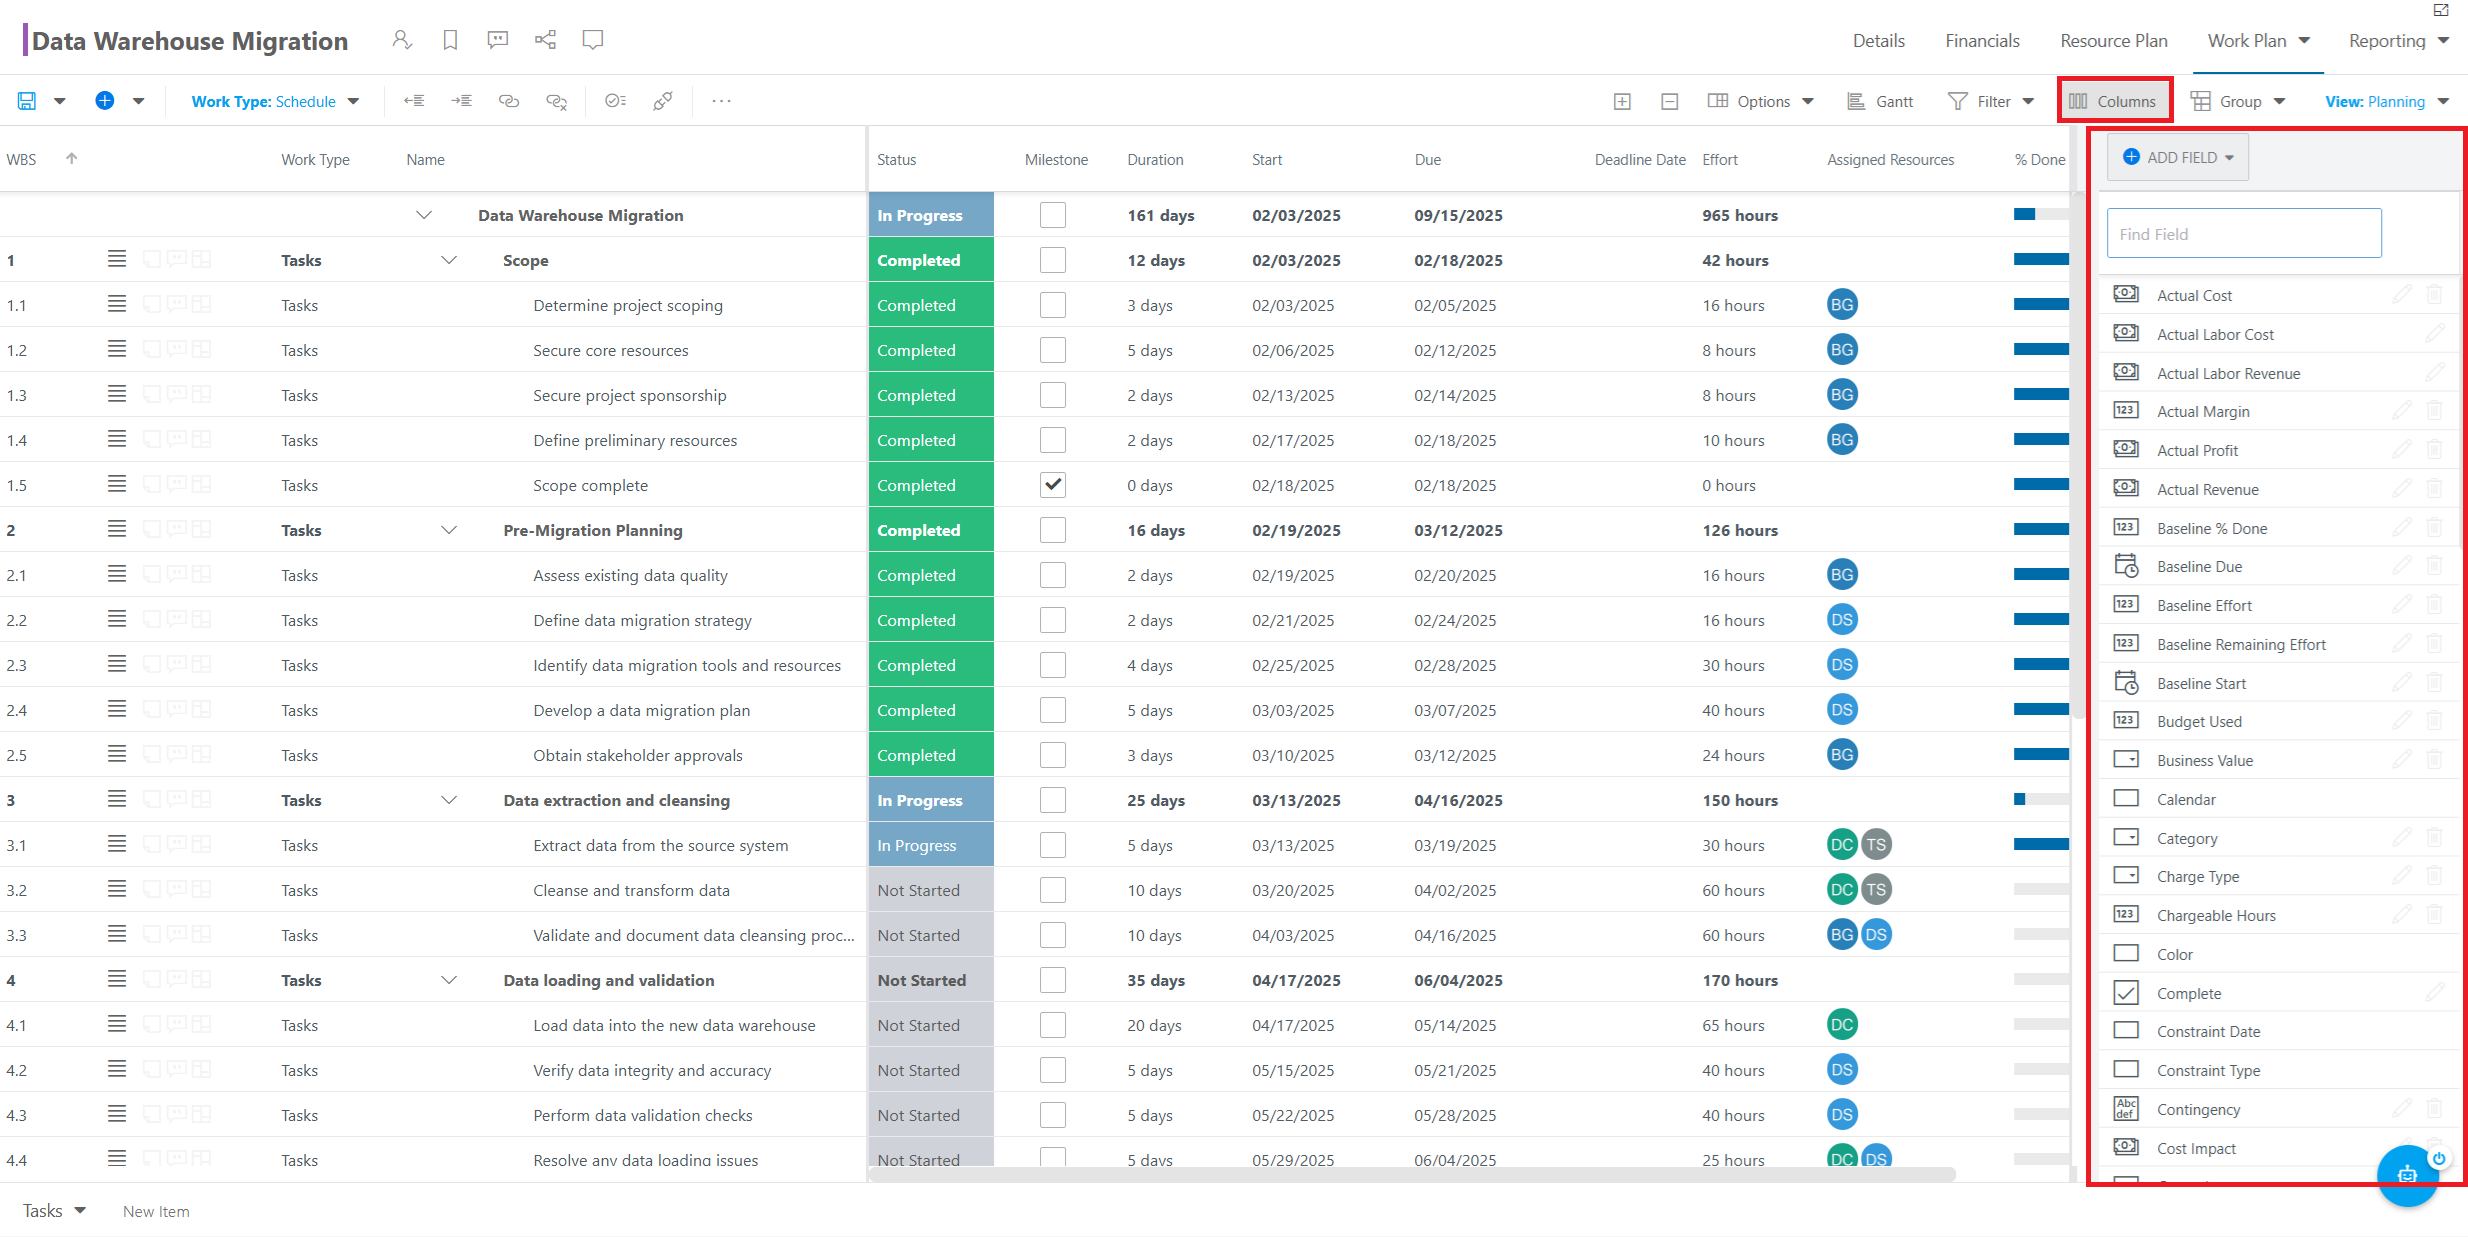 Data Warehouse Migration
Details Financials Resource Plan Work Plan Reporting
Work Type: Schedule Options Gantt Filter Columns Group View: Planning
WBS Work Type Name Status Milestone Duration Start Due Deadline Date Effort Assigned Resources % Done
Data Warehouse Migration In Progress 161 days 02/03/2025 09/15/2025 965 hours
1 Tasks Scope Completed 12 days 02/03/2025 02/18/2025 42 hours
1.1 Tasks Determine project scoping Completed 3 days 02/03/2025 02/05/2025 16 hours BG
1.2 Tasks Secure core resources Completed 5 days 02/06/2025 02/12/2025 8 hours BG
1.3 Tasks Secure project sponsorship Completed 2 days 02/13/2025 02/14/2025 8 hours BG
1.4 Tasks Define preliminary resources Completed 2 days 02/17/2025 02/18/2025 10 hours BG
1.5 Tasks Scope complete Completed 0 days 02/18/2025 02/18/2025 0 hours
2 Tasks Pre-Migration Planning Completed 16 days 02/19/2025 03/12/2025 126 hours
2.1 Tasks Assess existing data quality Completed 2 days 02/19/2025 02/20/2025 16 hours BG
2.2 Tasks Define data migration strategy Completed 2 days 02/21/2025 02/24/2025 16 hours DS
2.3 Tasks Identify data migration tools and resources Completed 4 days 02/25/2025 02/28/2025 30 hours DS
2.4 Tasks Develop a data migration plan Completed 5 days 03/03/2025 03/07/2025 40 hours DS
2.5 Tasks Obtain stakeholder approvals Completed 3 days 03/10/2025 03/12/2025 24 hours BG
3 Tasks Data extraction and cleansing In Progress 25 days 03/13/2025 04/16/2025 150 hours
3.1 Tasks Extract data from the source system In Progress 5 days 03/13/2025 03/19/2025 30 hours DC TS
3.2 Tasks Cleanse and transform data Not Started 10 days 03/20/2025 04/02/2025 60 hours DC TS
3.3 Tasks Validate and document data cleansing proc... Not Started 10 days 04/03/2025 04/16/2025 60 hours BG DS
4 Tasks Data loading and validation Not Started 35 days 04/17/2025 06/04/2025 170 hours
4.1 Tasks Load data into the new data warehouse Not Started 20 days 04/17/2025 05/14/2025 65 hours DC
4.2 Tasks Verify data integrity and accuracy Not Started 5 days 05/15/2025 05/21/2025 40 hours DS
4.3 Tasks Perform data validation checks Not Started 5 days 05/22/2025 05/28/2025 40 hours DS
4.4 Tasks Resolve any data loading issues Not Started 5 days 05/29/2025 06/04/2025 25 hours DC DS
Tasks New Item
ADD FIELD
Find Field
Actual Cost
Actual Labor Cost
Actual Labor Revenue
123 Actual Margin
Actual Profit
Actual Revenue
123 Baseline % Done
Baseline Due
123 Baseline Effort
123 Baseline Remaining Effort
Baseline Start
123 Budget Used
Business Value
Calendar
Category
Charge Type
123 Chargeable Hours
Color
Complete
Constraint Date
Constraint Type
Abc def Contingency
Cost Impact